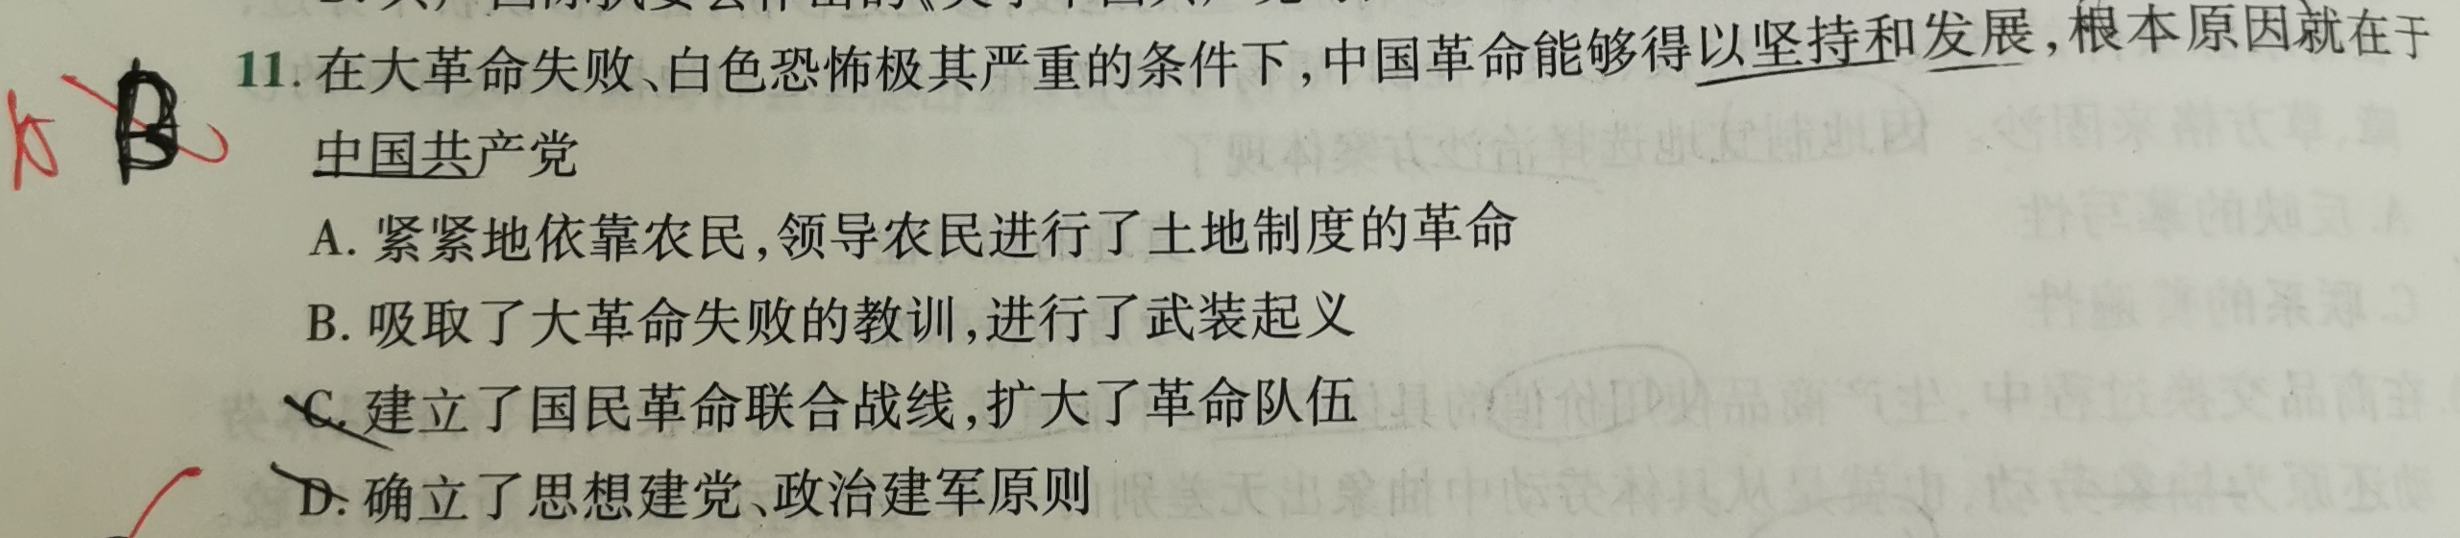 11. 在大革命失败、白色恐怖极其严重的条件下,中国革命能够得以坚持和发展,根本原因就在于
中国共产党
A
B
A. 紧紧地依靠农民,领导农民进行了土地制度的革命
B. 吸取了大革命失败的教训,进行了武装起义
C. 建立了国民革命联合战线,扩大了革命队伍
D. 确立了思想建党、政治建军原则